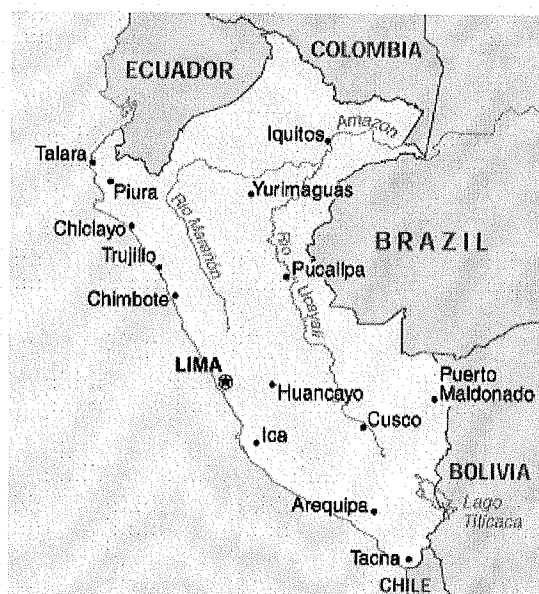 COLOMBIA
ECUADOR
Amazon
Iquitos
Talara
Piura
Yurimaguas
Chiclayo
Rio Marañon
Rio Ucayali
BRAZIL
Trujillo
Pucallpa
Chimbote
LIMA
Huancayo
Puerto
Maldonado
Cusco
Ica
BOLIVIA
Arequipa
Lago
Titicaca
Tacna
CHILE